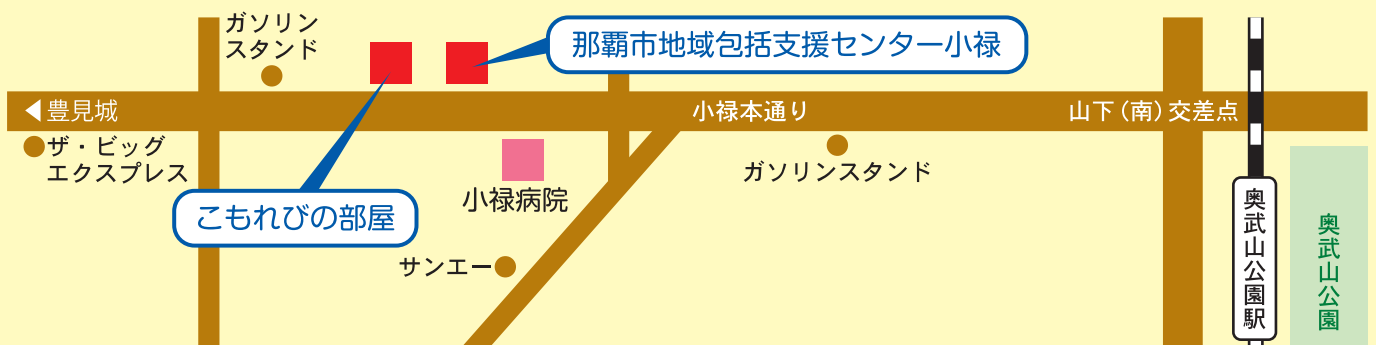 ガソリン
スタンド
那覇市地域包括支援センター小禄
豊見城
小禄本通り
山下(南)交差点
ザ・ビッグ
エクスプレス
ガソリンスタンド
小禄病院
こもれびの部屋
サンエー
奥武山公園駅
奥武山公園